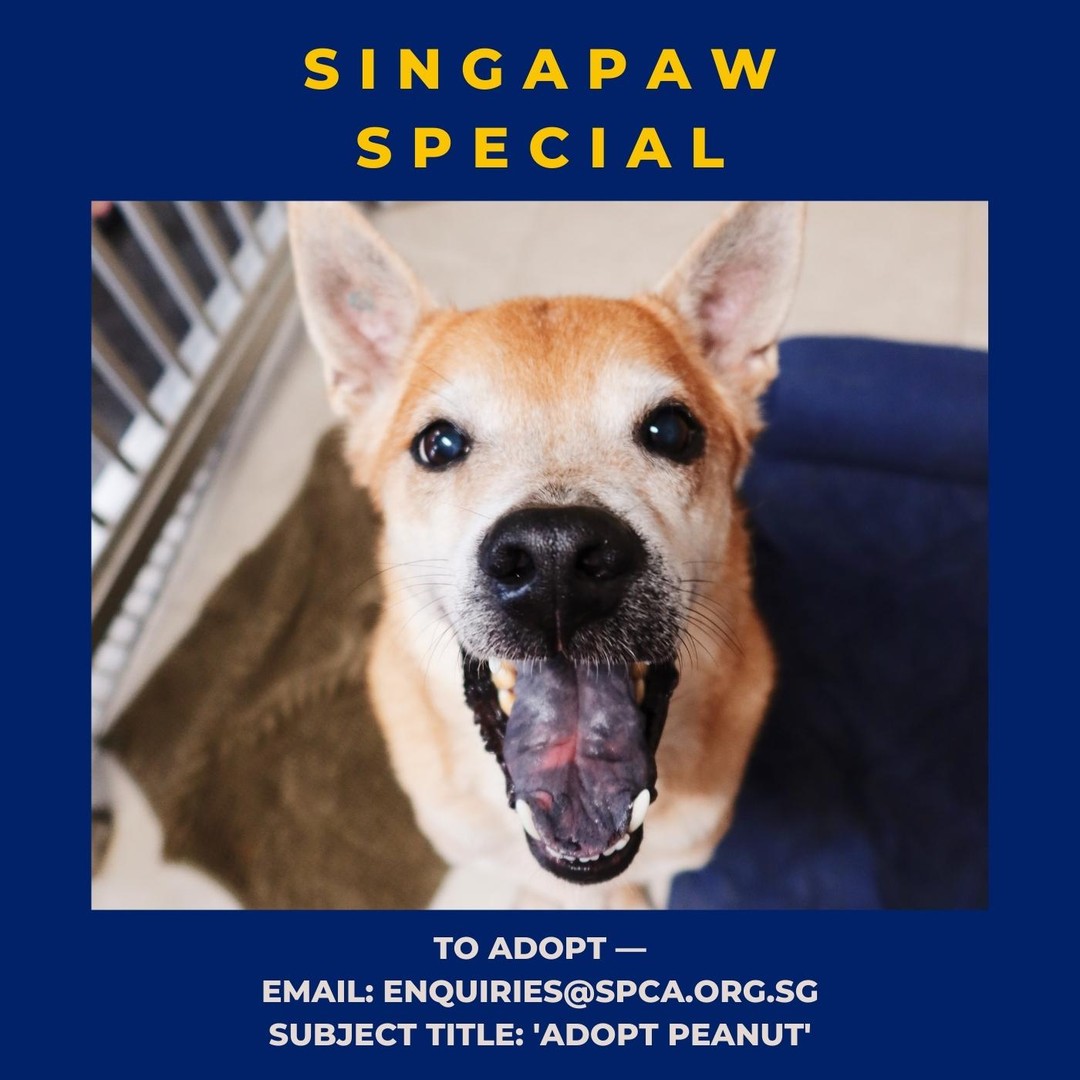 SINGAPAW
SPECIAL
TO ADOPT —
EMAIL: ENQUIRIES@SPCA.ORG.SG
SUBJECT TITLE: 'ADOPT PEANUT'